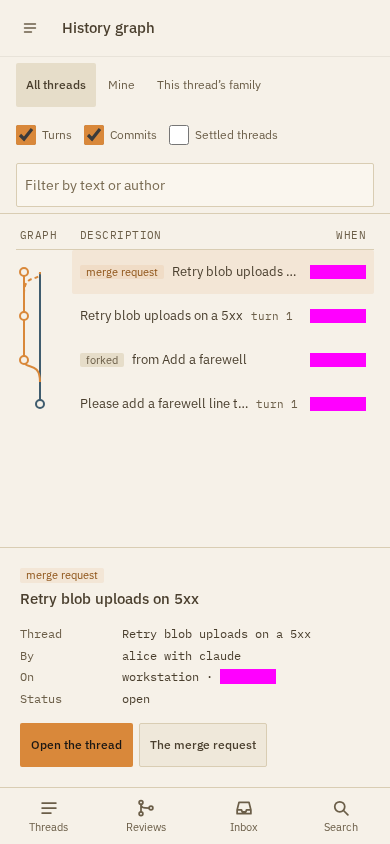 History graph
All threads Mine This thread's family
Turns Commits Settled threads
Filter by text or author
GRAPH DESCRIPTION WHEN
merge request Retry blob uploads ...
Retry blob uploads on a 5xx turn 1
forked from Add a farewell
Please add a farewell line t... turn 1
merge request
Retry blob uploads on 5xx
Thread Retry blob uploads on a 5xx
By alice with claude
On workstation ·
Status open
Open the thread The merge request
Threads Reviews Inbox Search